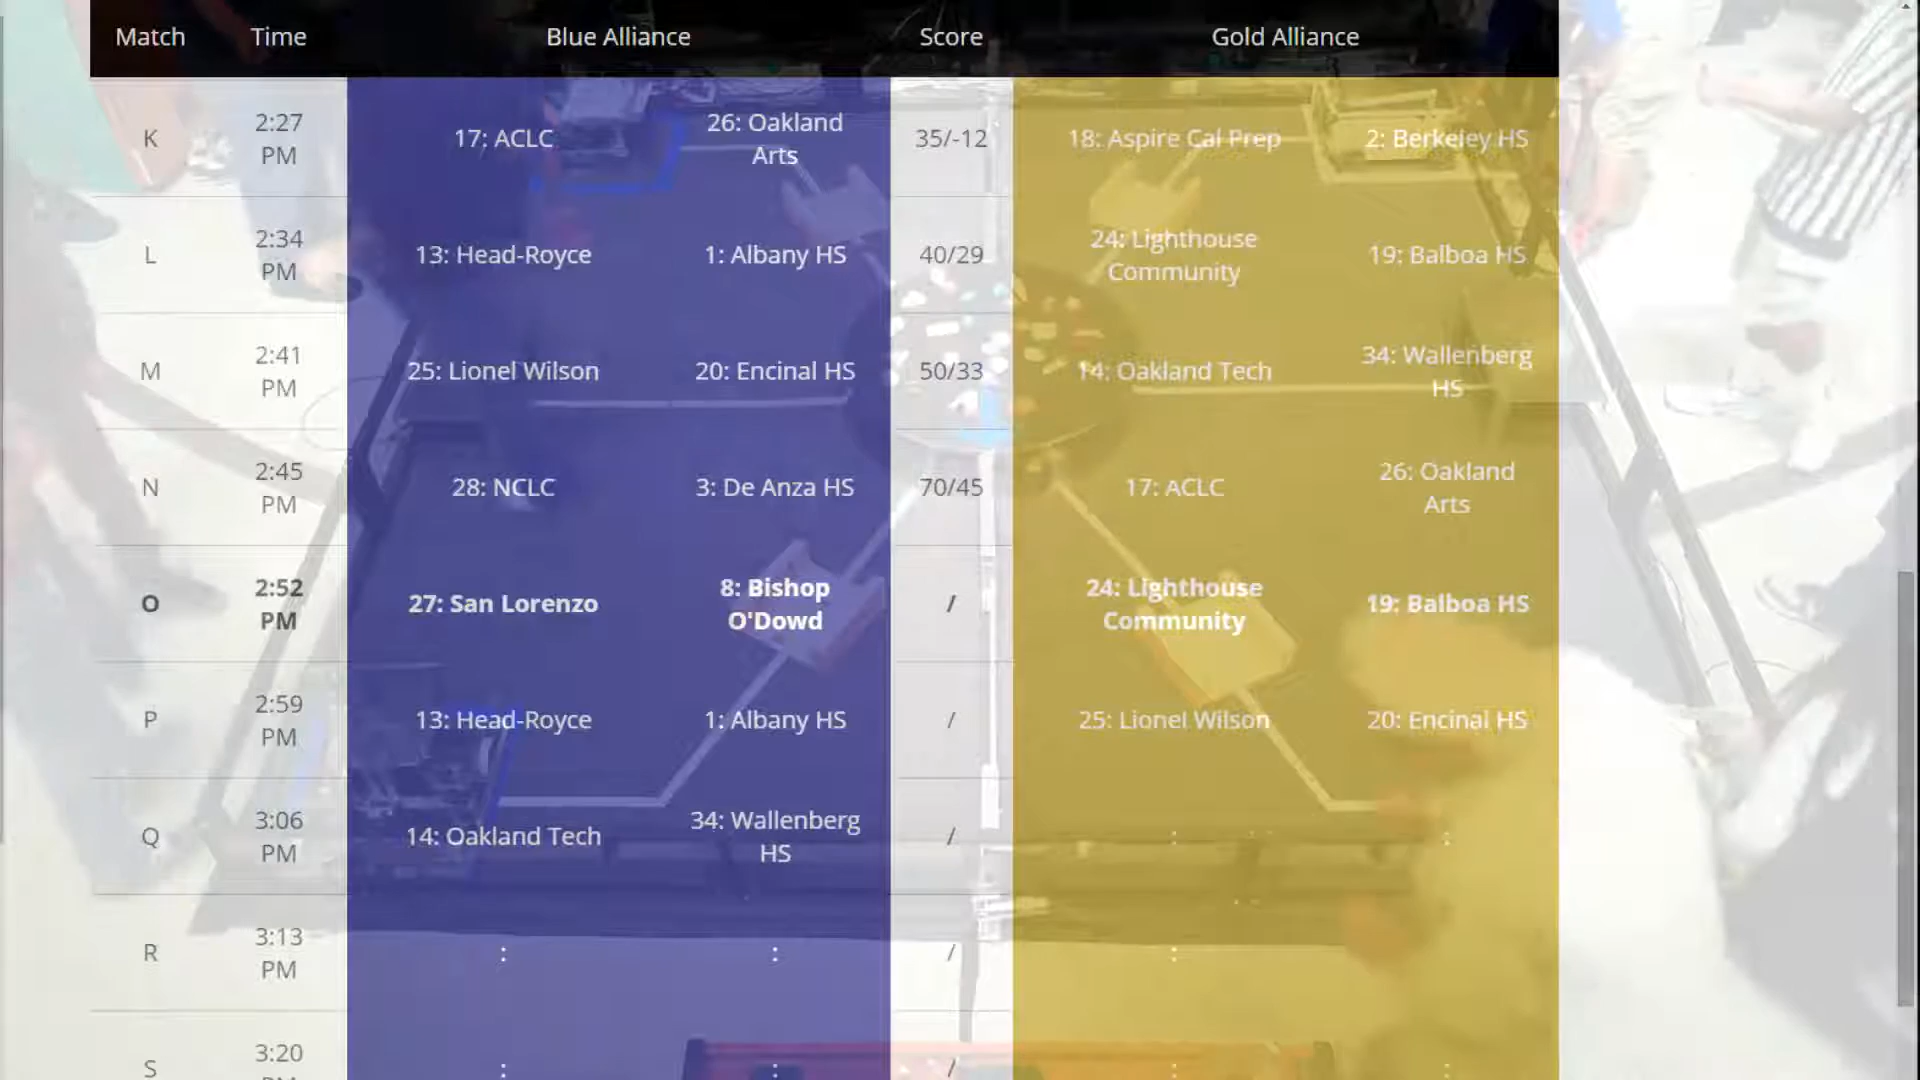 Match Time Blue Alliance Score Gold Alliance
K 2:27 PM 17: ACLC 26: Oakland Arts 35/-12 18: Aspire Cal Prep 2: Berkeley HS
L 2:34 PM 13: Head-Royce 1: Albany HS 40/29 24: Lighthouse Community 19: Balboa HS
M 2:41 PM 25: Lionel Wilson 20: Encinal HS 50/33 14: Oakland Tech 34: Wallenberg HS
N 2:45 PM 28: NCLC 3: De Anza HS 70/45 17: ACLC 26: Oakland Arts
O 2:52 PM 27: San Lorenzo 8: Bishop O'Dowd / 24: Lighthouse Community 19: Balboa HS
P 2:59 PM 13: Head-Royce 1: Albany HS / 25: Lionel Wilson 20: Encinal HS
Q 3:06 PM 14: Oakland Tech 34: Wallenberg HS / : :
R 3:13 PM : : / :
S 3:20 PM : : / : :